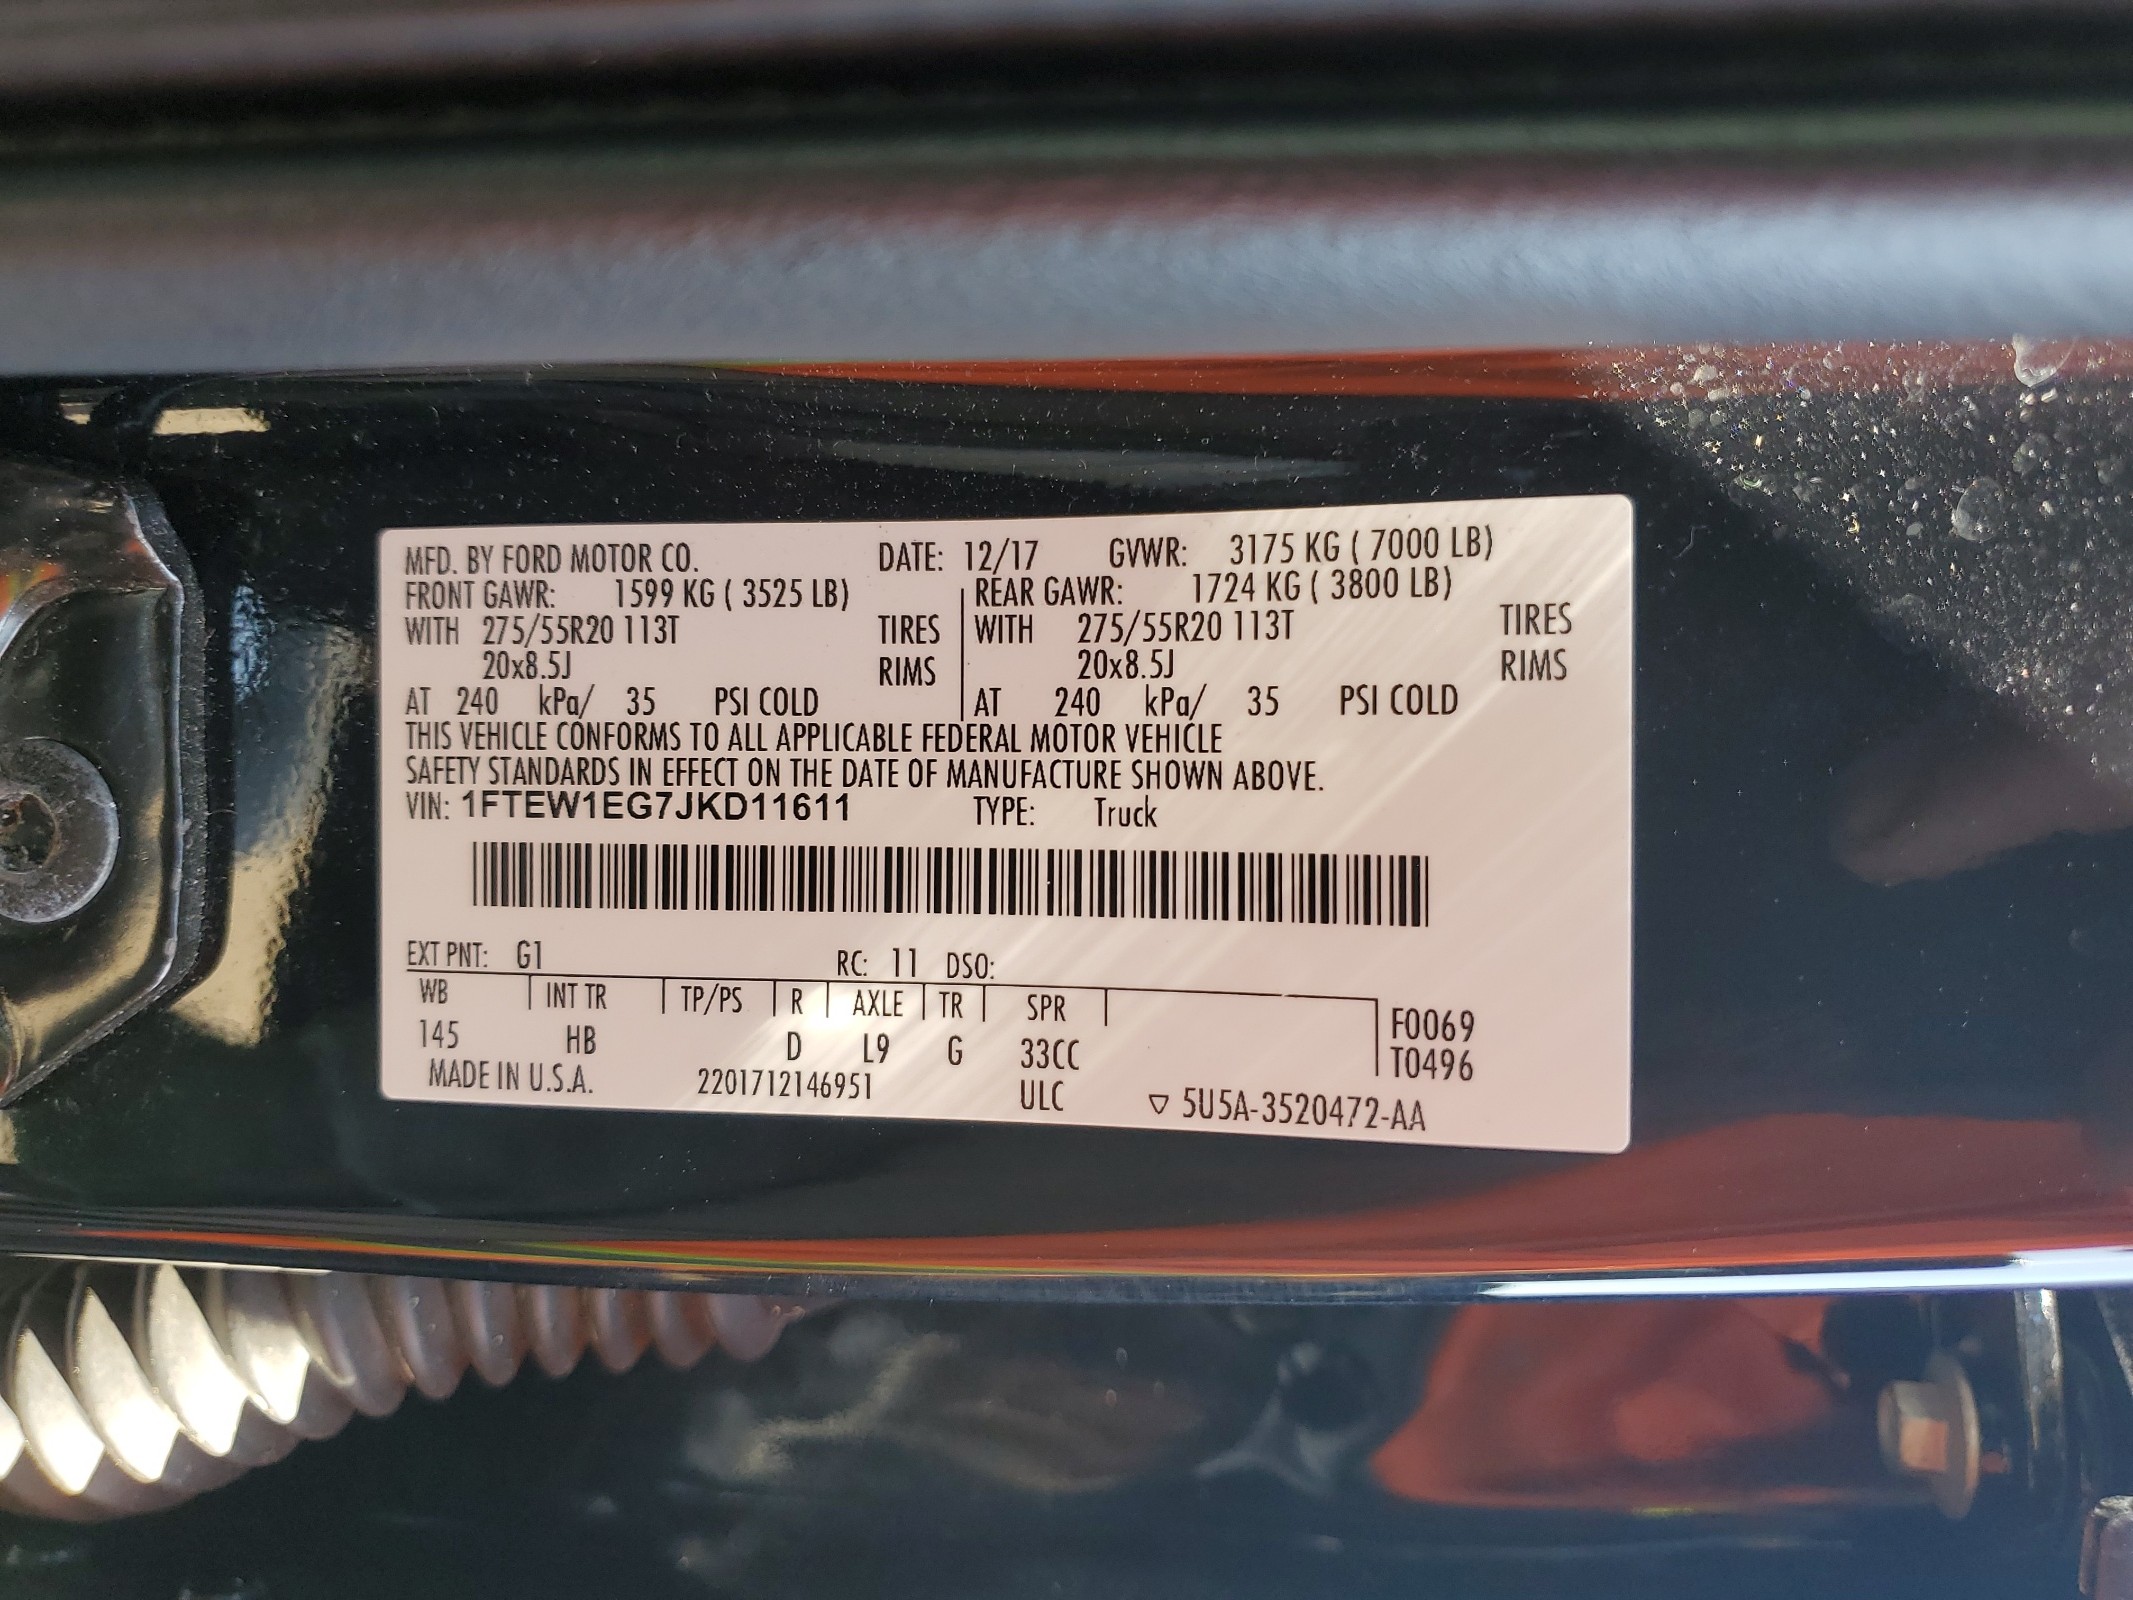 MFD. BY FORD MOTOR CO. DATE: 12/17 GVWR: 3175 KG ( 7000 LB)
FRONT GAWR: 1599 KG ( 3525 LB) REAR GAWR: 1724 KG ( 3800 LB)
WITH 275/55R20 113T TIRES WITH 275/55R20 113T TIRES
20x8.5J RIMS 20x8.5J RIMS
AT 240 kPa/ 35 PSI COLD AT 240 kPa/ 35 PSI COLD
THIS VEHICLE CONFORMS TO ALL APPLICABLE FEDERAL MOTOR VEHICLE
SAFETY STANDARDS IN EFFECT ON THE DATE OF MANUFACTURE SHOWN ABOVE.
VIN: 1FTEW1EG7JKD11611 TYPE: Truck
EXT PNT: G1 RC: 11 DSO:
WB INT TR TP/PS R AXLE TR SPR F0069
145 HB D L9 G 33CC T0496
MADE IN U.S.A. 2201712146951 ULC ▽ 5U5A-3520472-AA